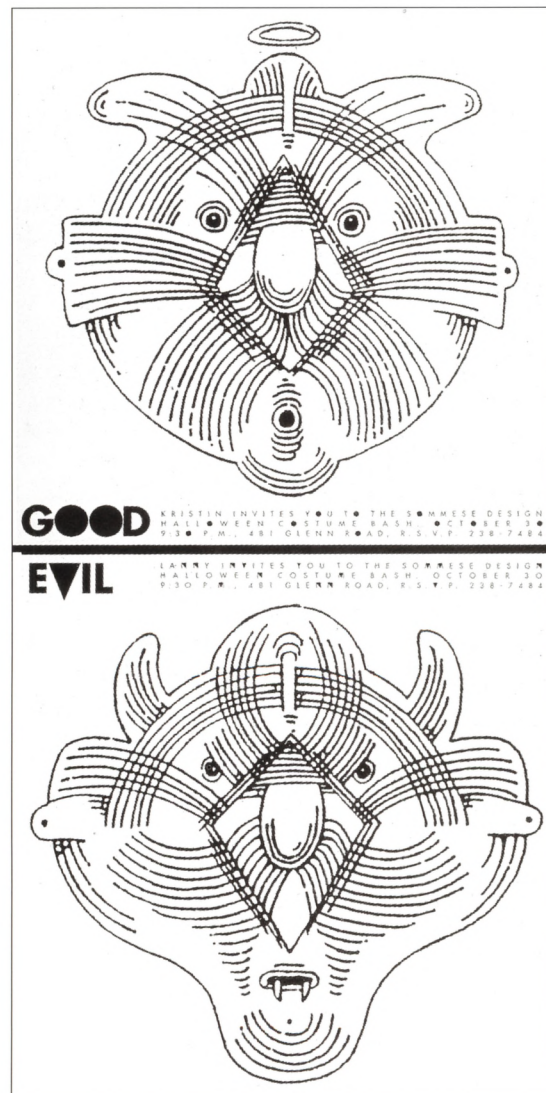 GOOD
KRISTIN INVITES YOU TO THE SOMMESE DESIGN
HALLOWEEN COSTUME BASH, OCTOBER 30
9:30 P.M., 481 GLENN ROAD, R.S.V.P. 238-7484
EVIL
LANNY INVITES YOU TO THE SOMMESE DESIGN
HALLOWEEN COSTUME BASH, OCTOBER 30
9:30 P.M., 481 GLENN ROAD, R.S.V.P. 238-7484